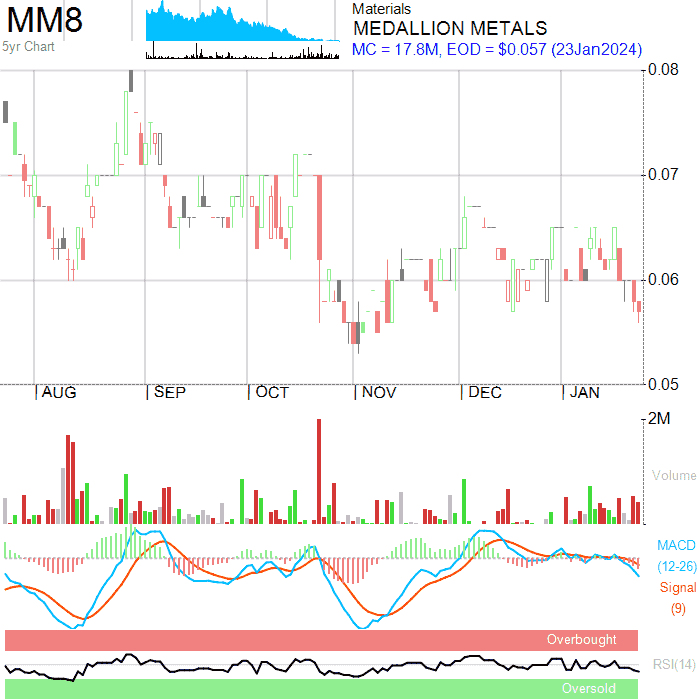 MM8
5yr Chart
Materials
MEDALLION METALS
MC = 17.8M, EOD = $0.057 (23Jan2024)
0.08
0.07
0.06
0.05
AUG SEP OCT NOV DEC JAN
2M
Volume
MACD
(12-26)
Signal
(9)
Overbought
RSI(14)
Oversold